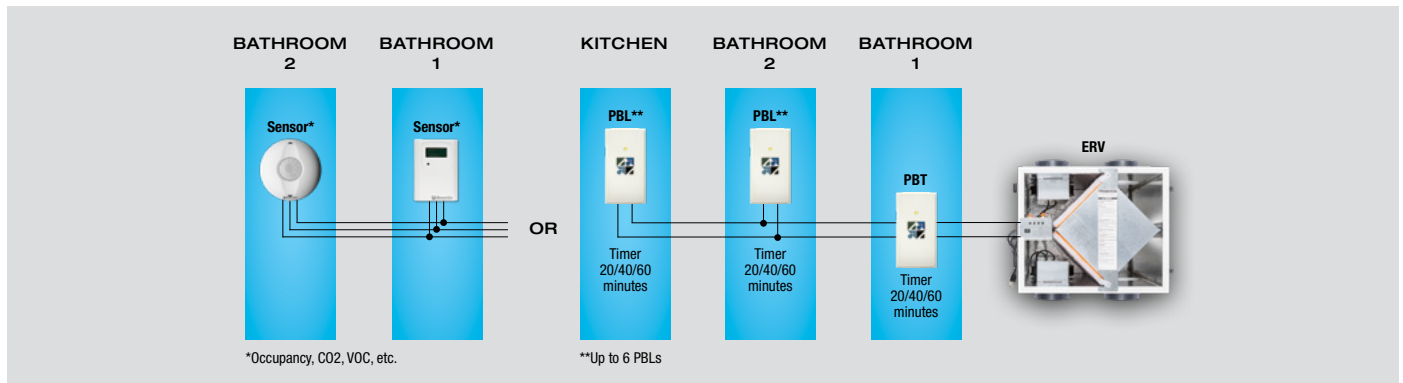 BATHROOM
2
BATHROOM
1
KITCHEN
BATHROOM
2
BATHROOM
1
Sensor*
Sensor*
PBL**
PBL**
PBT
ERV
OR
Timer
20/40/60
minutes
Timer
20/40/60
minutes
Timer
20/40/60
minutes
*Occupancy, CO2, VOC, etc.
**Up to 6 PBLs